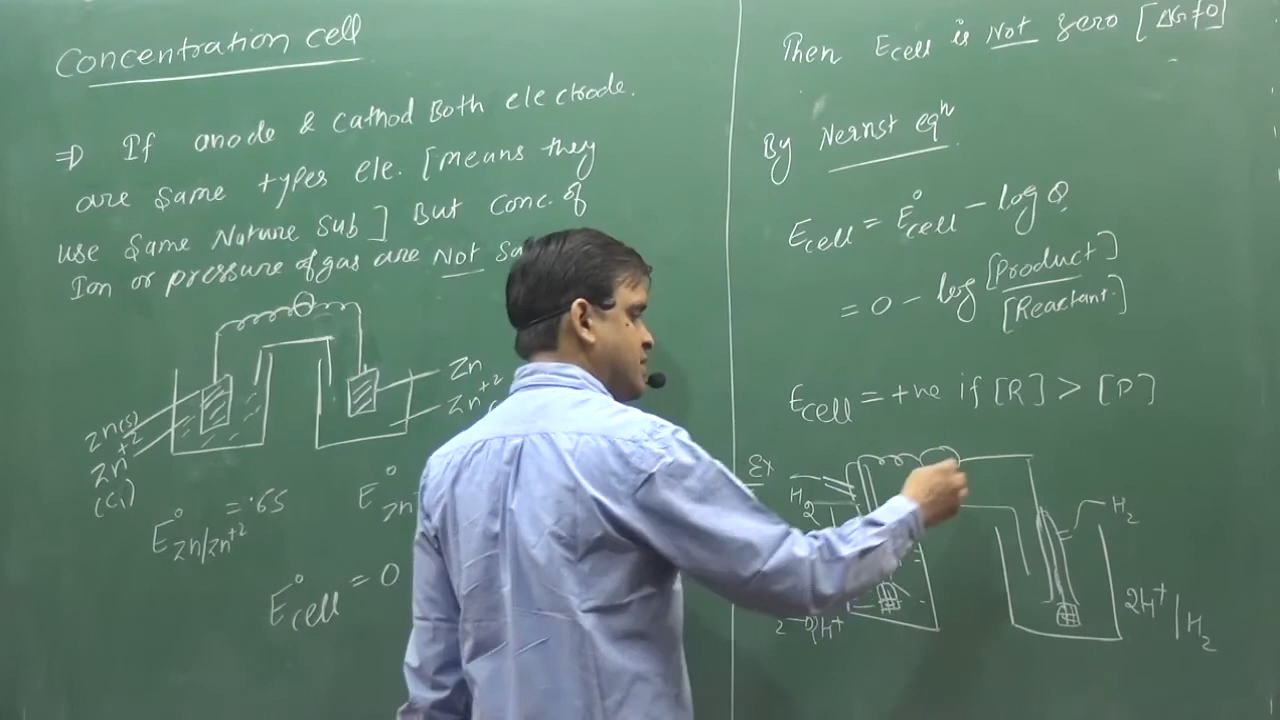 Concentration cell
⇒ If anode & Cathod Both electrode.
are Same types ele. [means they
use Same Nature Sub ] But Conc. of
Ion or pressure of gas are Not
Zn
Zn+2
Zn(s)
Zn+2
(C1)
E°Zn/Zn+2 = .65
E°Zn
E°cell = 0
Then Ecell is Not zero [ΔG≠0]
By Nernst eqn.
Ecell = E°cell - log Q
= 0 - log [Product] / [Reactant.]
Ecell = +ve if [R] > [P]
Ex
H2
H2
2H+
2H+ | H2